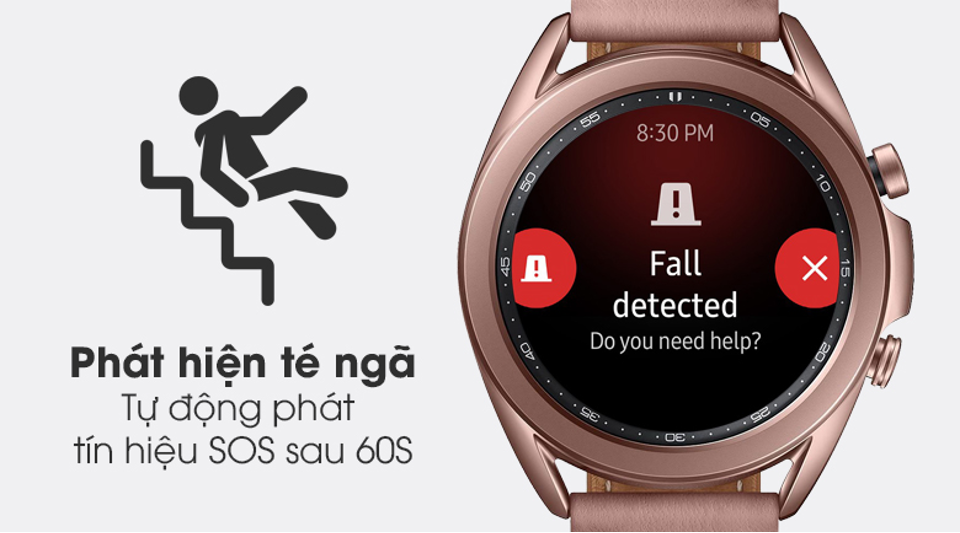 Phát hiện té ngã
Tự động phát
tín hiệu SOS sau 60S
8:30 PM
Fall
detected
Do you need help?
55
05
50
10
45
15
40
20
35
25
30